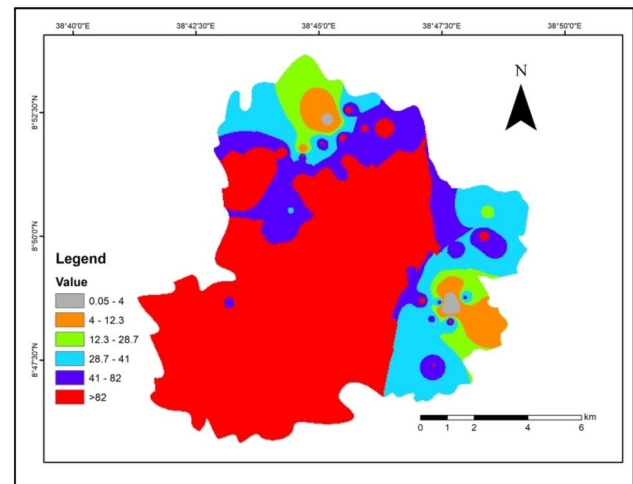 38°40'0"E 38°42'30"E 38°45'0"E 38°47'30"E 38°50'0"E
N
8°52'30"N
8°50'0"N
8°47'30"N
Legend
Value
0.05 - 4
4 - 12.3
12.3 - 28.7
28.7 - 41
41 - 82
>82
km
0 1 2 4 6